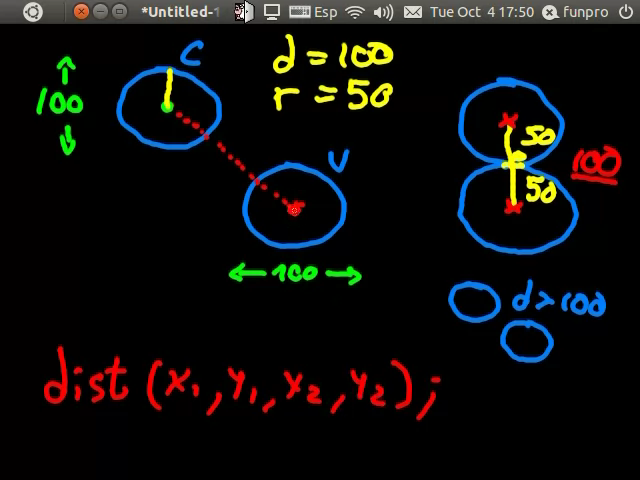 *Untitled-1 Esp Tue Oct 4 17:50 funpro
C
d = 100
r = 50
100
50
50
100
V
100
d > 100
dist (x1, y1, x2, y2);